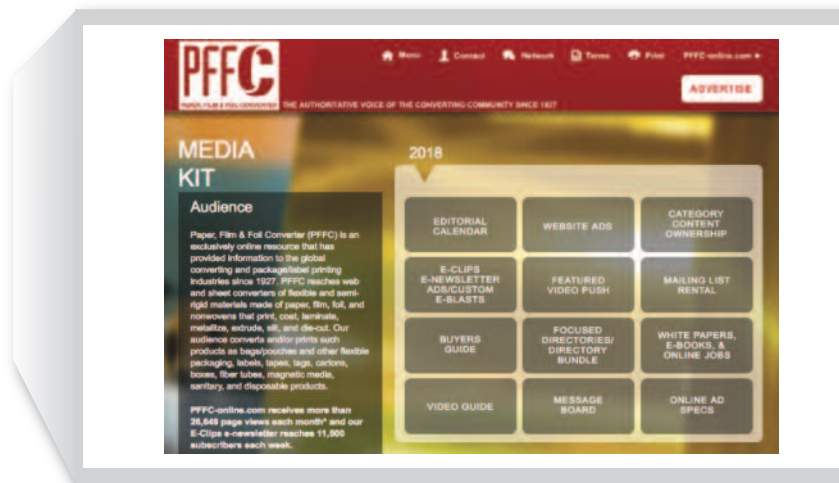 PFFC
PAPER, FILM & FOIL CONVERTER
THE AUTHORITATIVE VOICE OF THE CONVERTING COMMUNITY SINCE 1927
Menu Contact Network Terms Print PFFC-online.com
ADVERTISE
MEDIA
KIT
Audience
Paper, Film & Foil Converter (PFFC) is an
exclusively online resource that has
provided information to the global
converting and package/label printing
industries since 1927. PFFC reaches web
and sheet converters of flexible and semi-
rigid materials made of paper, film, foil, and
nonwovens that print, coat, laminate,
metallize, extrude, slit, and die-cut. Our
audience converts and/or prints such
products as bags/pouches and other flexible
packaging, labels, tapes, tags, cartons,
boxes, fiber tubes, magnetic media,
sanitary, and disposable products.
PFFC-online.com receives more than
26,649 page views each month* and our
E-Clips e-newsletter reaches 11,500
subscribers each week.
2018
EDITORIAL
CALENDAR
WEBSITE ADS
CATEGORY
CONTENT
OWNERSHIP
E-CLIPS
E-NEWSLETTER
ADS/CUSTOM
E-BLASTS
FEATURED
VIDEO PUSH
MAILING LIST
RENTAL
BUYERS
GUIDE
FOCUSED
DIRECTORIES/
DIRECTORY
BUNDLE
WHITE PAPERS,
E-BOOKS, &
ONLINE JOBS
VIDEO GUIDE
MESSAGE
BOARD
ONLINE AD
SPECS